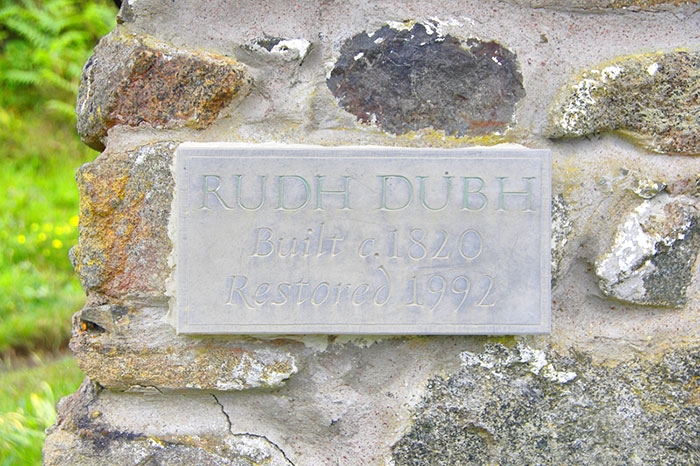 RUDH DUBH
Built c. 1820
Restored 1992